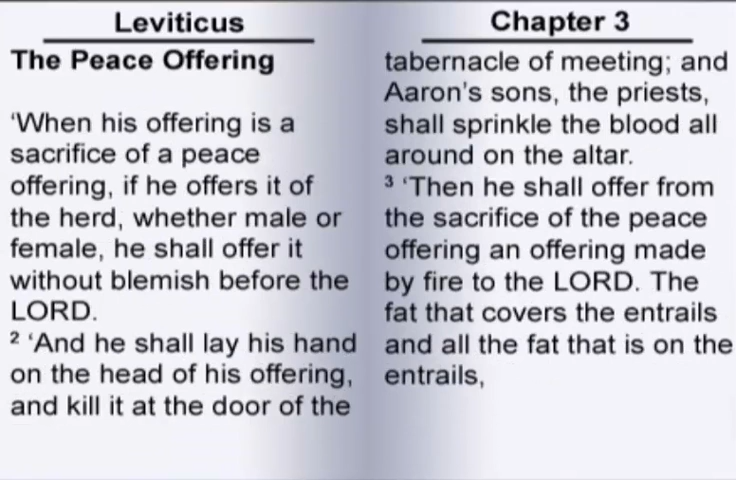 Leviticus
The Peace Offering
‘When his offering is a
sacrifice of a peace
offering, if he offers it of
the herd, whether male or
female, he shall offer it
without blemish before the
LORD.
² ‘And he shall lay his hand
on the head of his offering,
and kill it at the door of the
Chapter 3
tabernacle of meeting; and
Aaron's sons, the priests,
shall sprinkle the blood all
around on the altar.
³ ‘Then he shall offer from
the sacrifice of the peace
offering an offering made
by fire to the LORD. The
fat that covers the entrails
and all the fat that is on the
entrails,